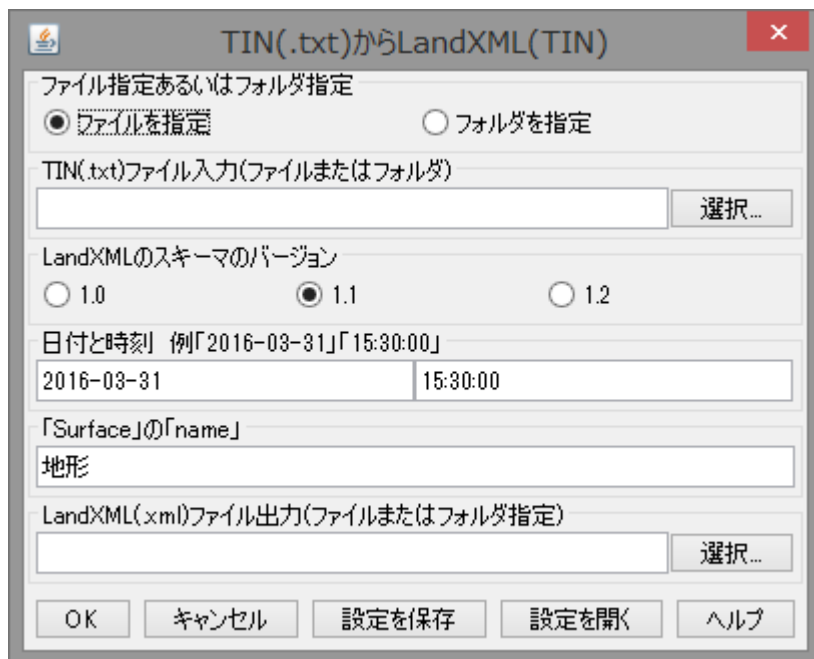 TIN(.txt)からLandXML(TIN)
ファイル指定あるいはフォルダ指定
ファイルを指定 フォルダを指定
TIN(.txt)ファイル入力(ファイルまたはフォルダ)
選択...
LandXMLのスキーマのバージョン
1.0 1.1 1.2
日付と時刻 例「2016-03-31」「15:30:00」
2016-03-31 15:30:00
「Surface」の「name」
地形
LandXML(.xml)ファイル出力(ファイルまたはフォルダ指定)
選択...
OK キャンセル 設定を保存 設定を開く ヘルプ